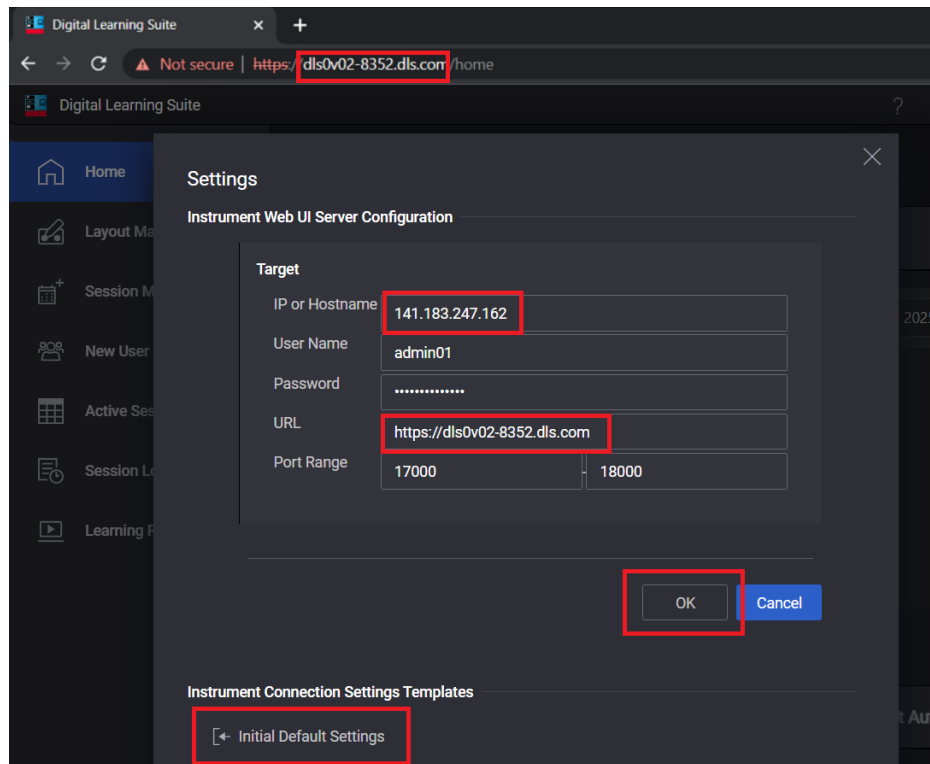 Digital Learning Suite
Not secure | https://dls0v02-8352.dls.com/home
Digital Learning Suite ?
Home
Settings
Instrument Web UI Server Configuration
Layout Ma
Target
Session M
IP or Hostname 141.183.247.162
202
New User
User Name admin01
Password ••••••••••••••
Active Ses
URL https://dls0v02-8352.dls.com
Session Lo
Port Range 17000 - 18000
Learning R
OK Cancel
Instrument Connection Settings Templates
Initial Default Settings
t Au